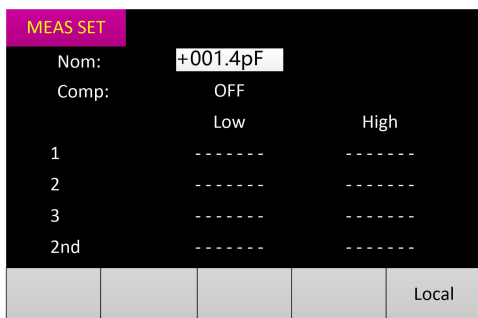 MEAS SET
Nom: +001.4pF
Comp: OFF
Low High
1 - - - - - - - - - - - - - -
2 - - - - - - - - - - - - - -
3 - - - - - - - - - - - - - -
2nd - - - - - - - - - - - - - -
Local